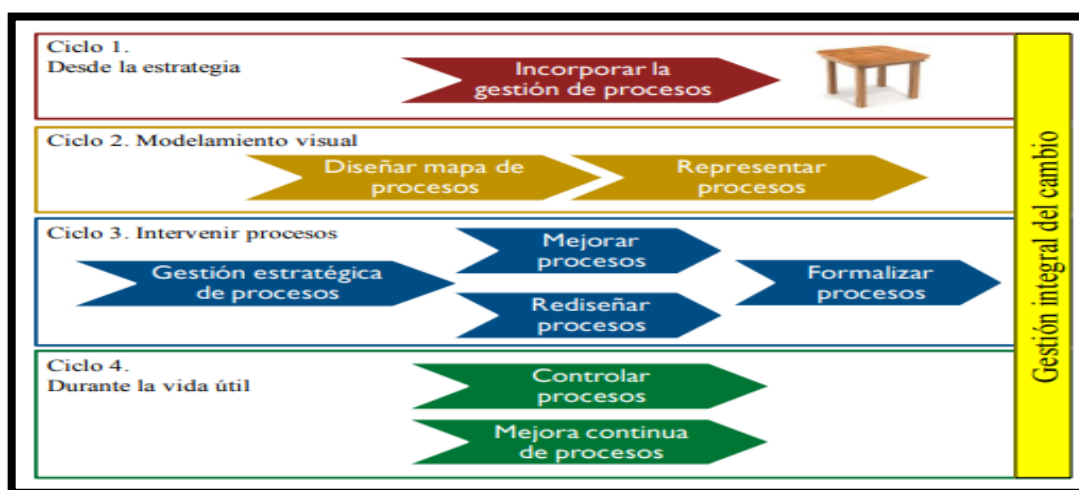 Ciclo 1.
Desde la estrategia
Incorporar la
gestión de procesos
Ciclo 2. Modelamiento visual
Diseñar mapa de
procesos
Representar
procesos
Ciclo 3. Intervenir procesos
Gestión estratégica
de procesos
Mejorar
procesos
Rediseñar
procesos
Formalizar
procesos
Ciclo 4.
Durante la vida útil
Controlar
procesos
Mejora continua
de procesos
Gestión integral del cambio